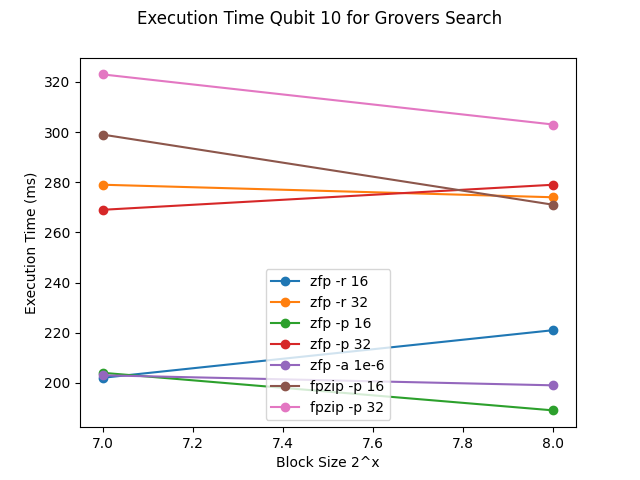 Execution Time Qubit 10 for Grovers Search
Execution Time (ms)
320
300
280
260
240
220
200
zfp -r 16
zfp -r 32
zfp -p 16
zfp -p 32
zfp -a 1e-6
fpzip -p 16
fpzip -p 32
7.0 7.2 7.4 7.6 7.8 8.0
Block Size 2^x